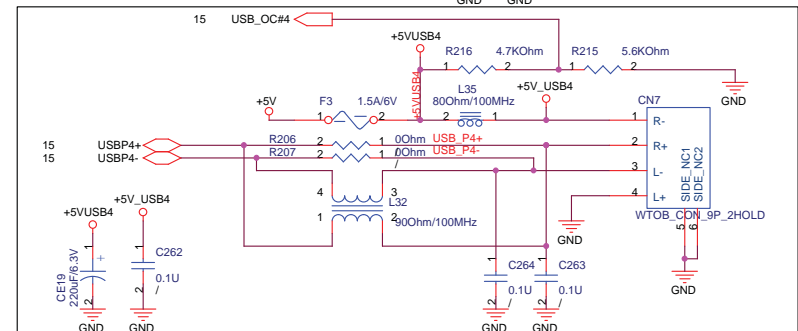 GND GND
15 USB_OC#4
+5VUSB4
R216 4.7KOhm R215 5.6KOhm
1 2 1 2
GND
+5VUSB4
L35
80Ohm/100MHz
+5V_USB4
CN7
+5V F3 1.5A/6V
1 2 2 1 1 R-
15 USBP4+ R206 2 1 0Ohm USB_P4+ 2 R+
15 USBP4- R207 2 1 /0Ohm USB_P4- 3 L-
4 3 4 L+
L32
1 2 90Ohm/100MHz
SIDE_NC1
SIDE_NC2
WTOB_CON_9P_2HOLD
5 6
GND
GND
+5VUSB4 +5V_USB4
CE19
220uF/6.3V
1 + 2
GND
C262
1 0.1U
2 /
GND
C264
1 0.1U
2 /
GND
C263
1 0.1U
2 /
GND